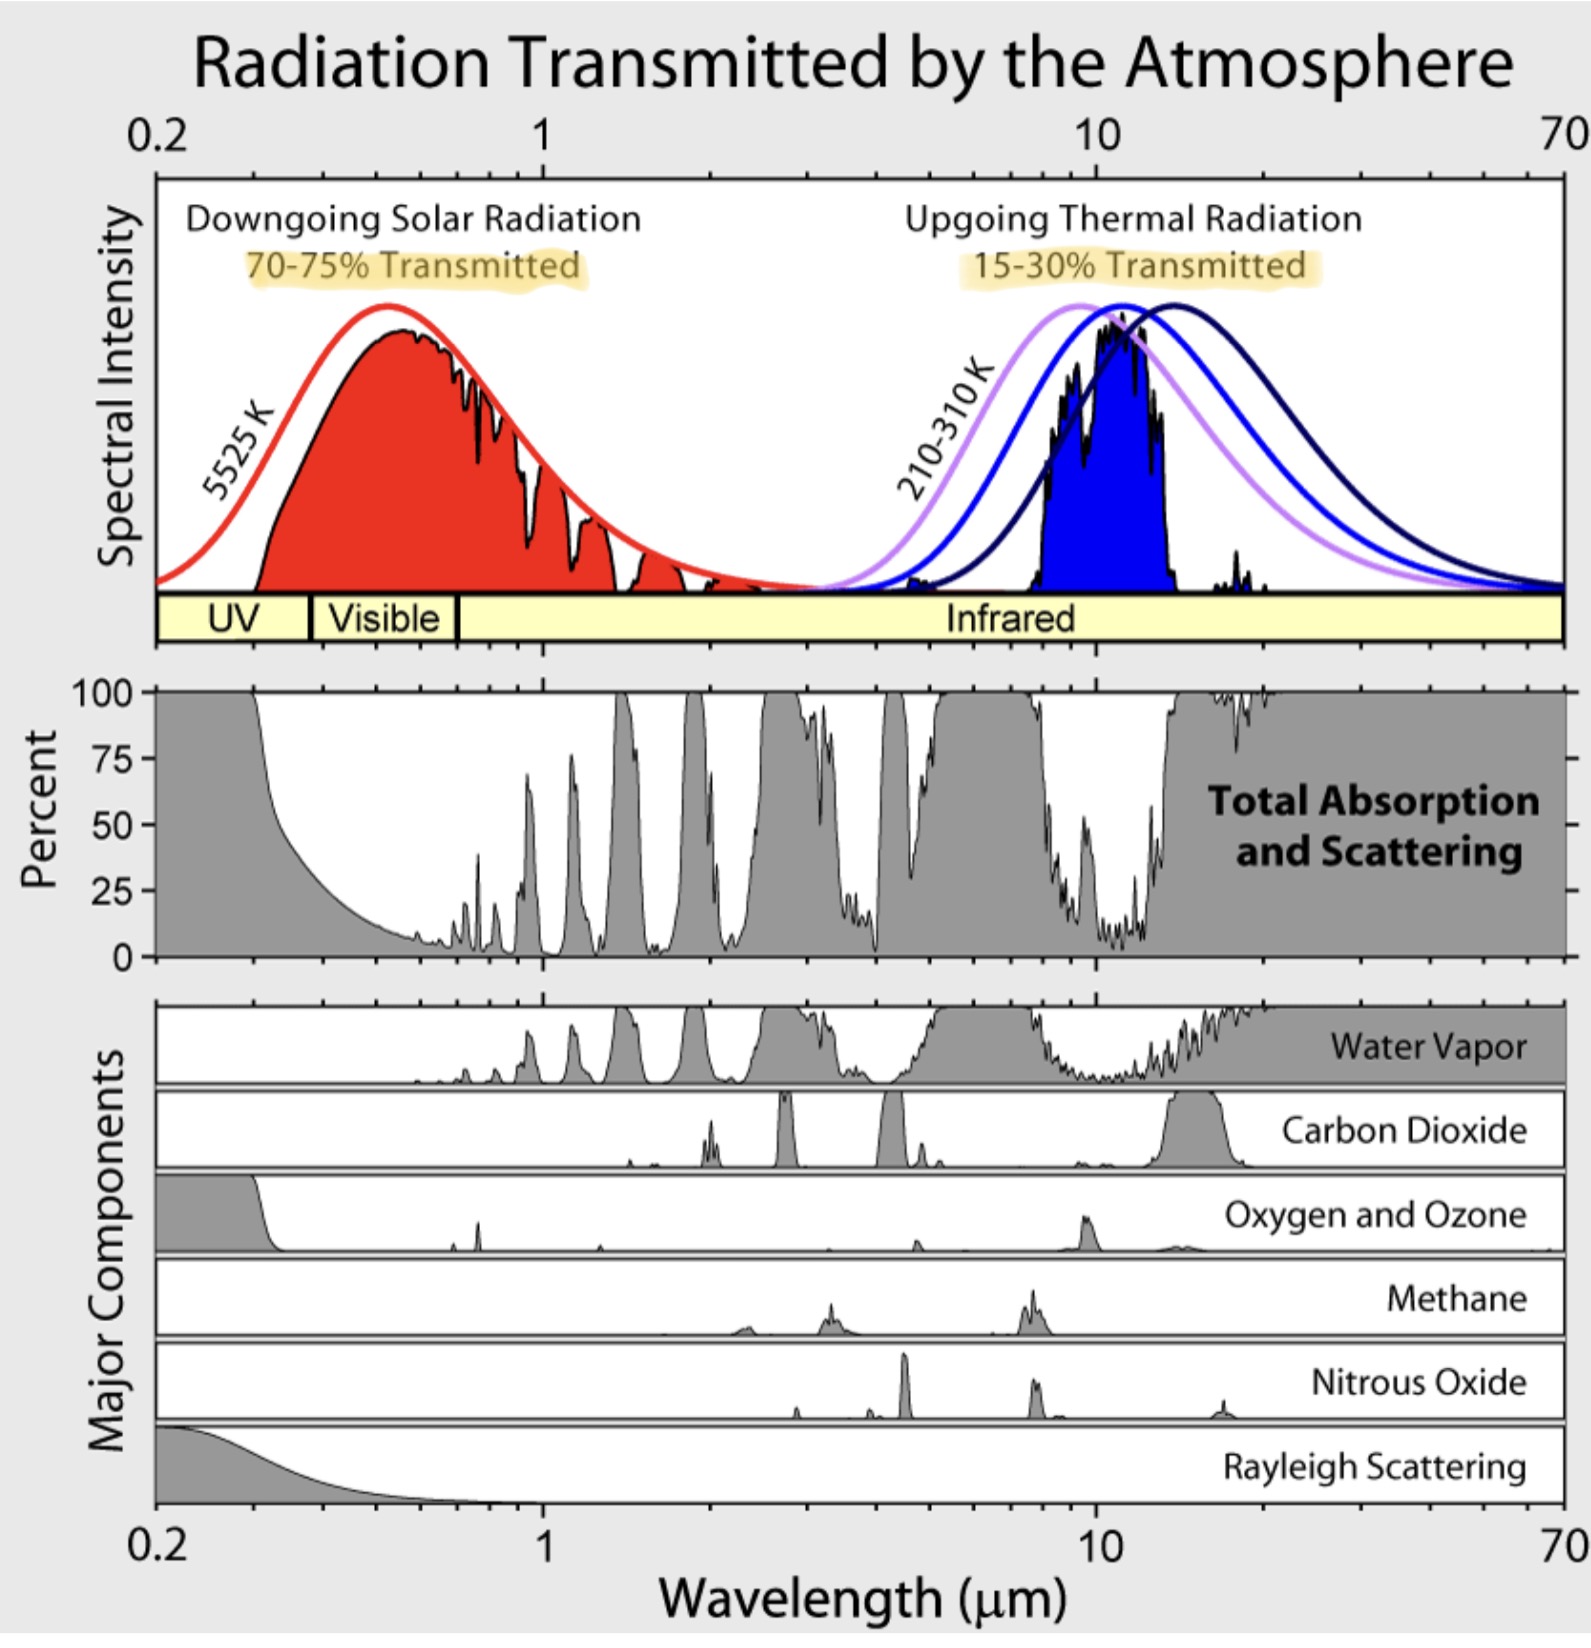 Radiation Transmitted by the Atmosphere
0.2 1 10 70
Spectral Intensity
Downgoing Solar Radiation
70-75% Transmitted
Upgoing Thermal Radiation
15-30% Transmitted
5525 K
210-310 K
UV Visible Infrared
Percent
100
75
50
25
0
Total Absorption
and Scattering
Major Components
Water Vapor
Carbon Dioxide
Oxygen and Ozone
Methane
Nitrous Oxide
Rayleigh Scattering
0.2 1 10 70
Wavelength (μm)